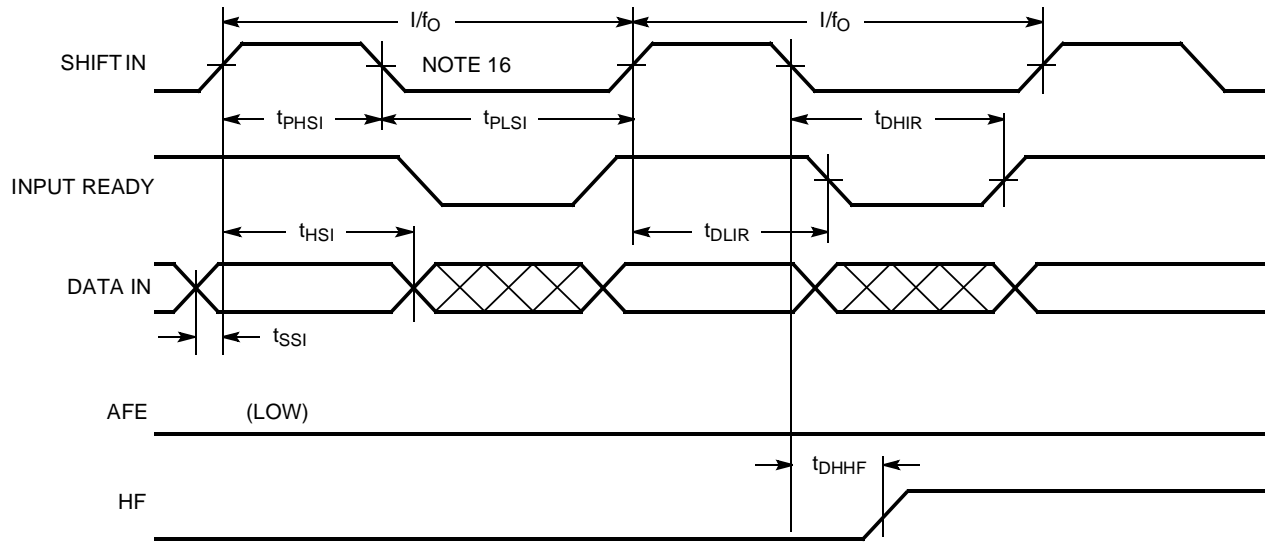 I/fO I/fO
SHIFT IN NOTE 16
tPHSI tPLSI tDHIR
INPUT READY
tHSI tDLIR
DATA IN
tSSI
AFE (LOW)
tDHHF
HF